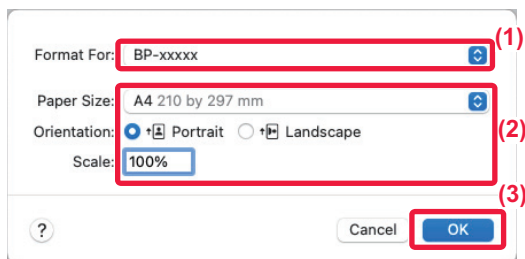 (1)
Format For: BP-xxxxx
Paper Size: A4 210 by 297 mm
Orientation: Portrait Landscape
(2)
Scale: 100%
(3)
? Cancel OK